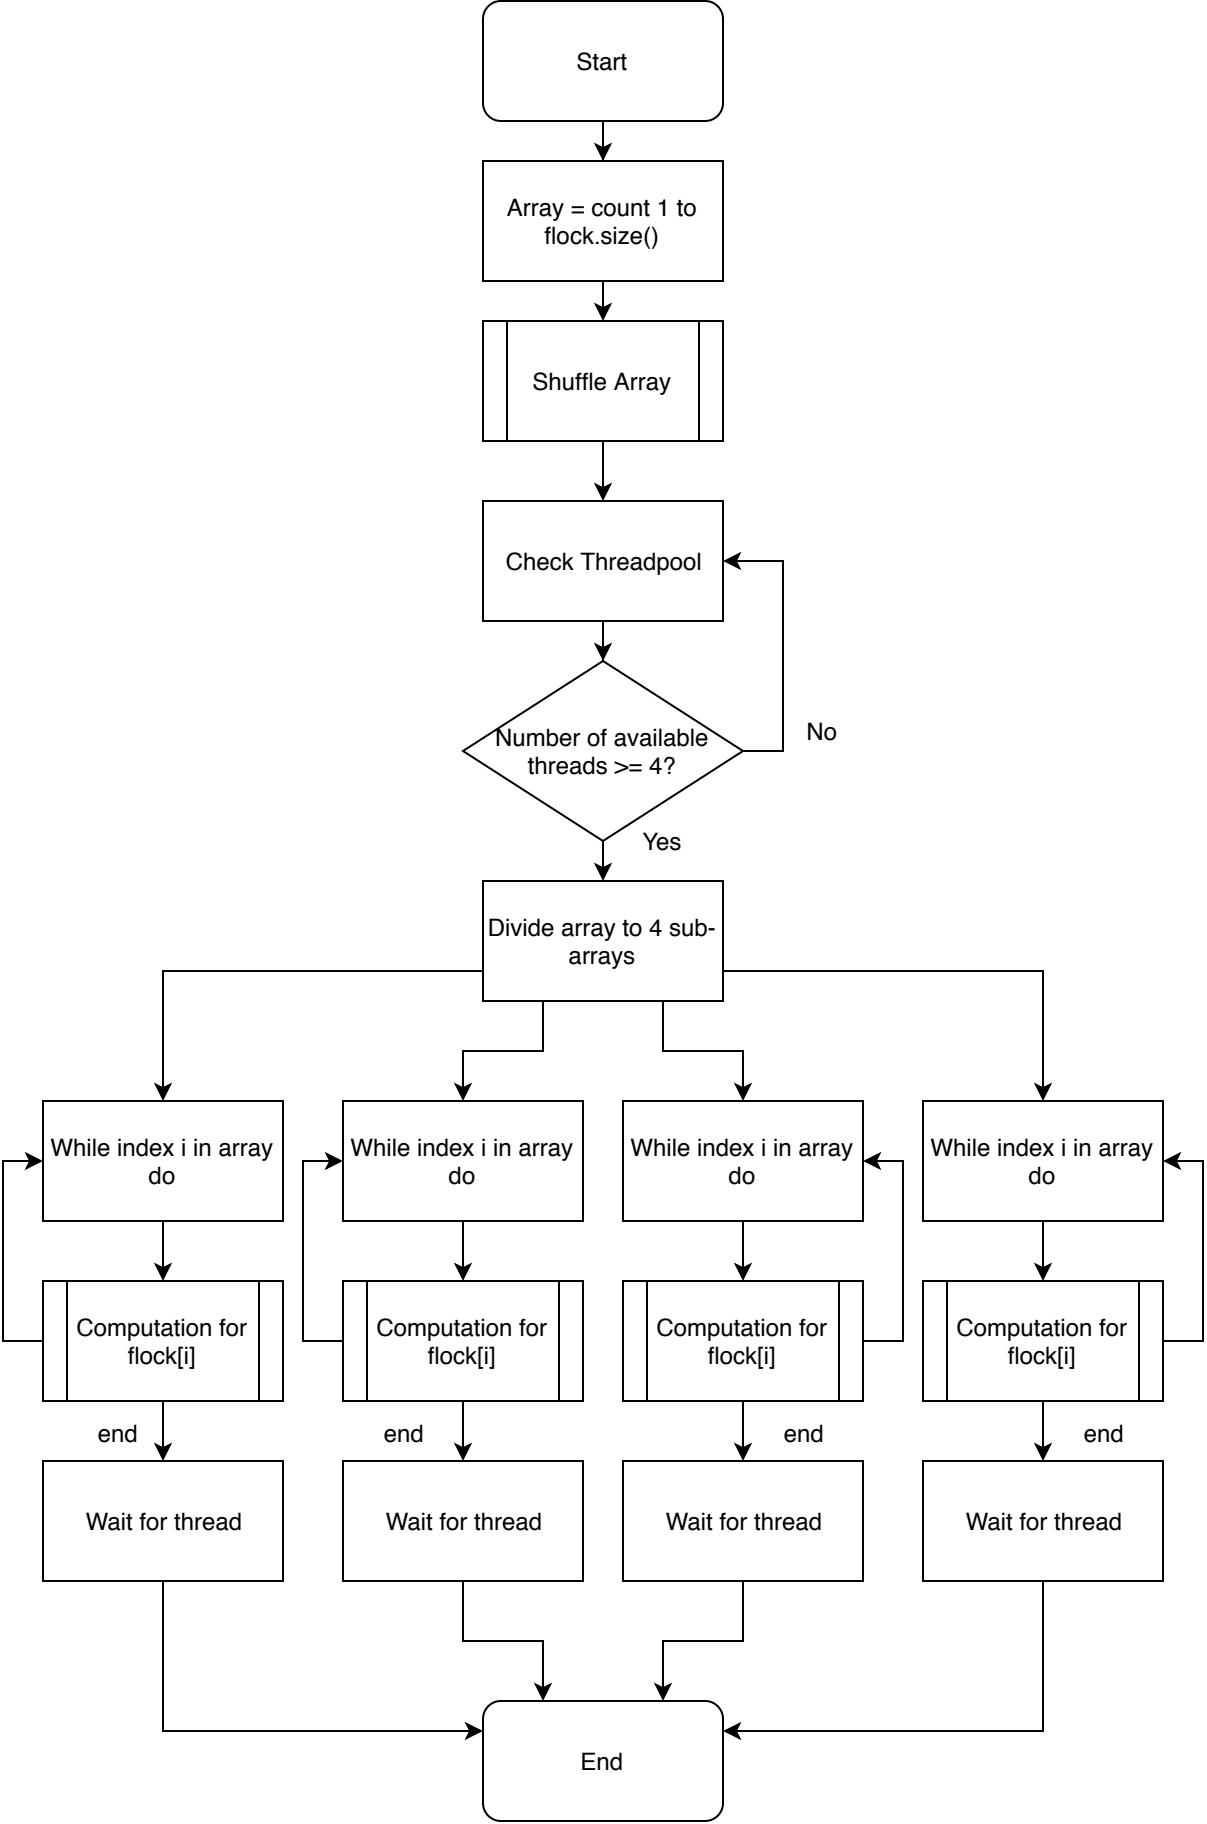 Start
Array = count 1 to
flock.size()
Shuffle Array
Check Threadpool
Number of available
threads >= 4?
No
Yes
Divide array to 4 sub-
arrays
While index i in array
do
While index i in array
do
While index i in array
do
While index i in array
do
Computation for
flock[i]
Computation for
flock[i]
Computation for
flock[i]
Computation for
flock[i]
end
end
end
end
Wait for thread
Wait for thread
Wait for thread
Wait for thread
End